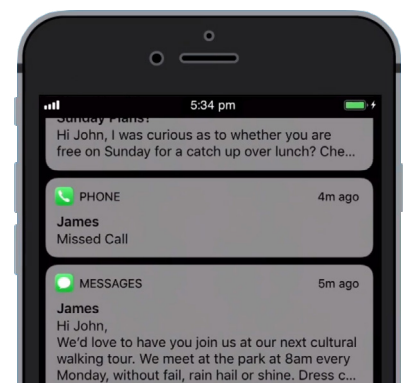 5:34 pm
Sunday Plans?
Hi John, I was curious as to whether you are
free on Sunday for a catch up over lunch? Che...
PHONE 4m ago
James
Missed Call
MESSAGES 5m ago
James
Hi John,
We'd love to have you join us at our next cultural
walking tour. We meet at the park at 8am every
Monday, without fail, rain hail or shine. Dress c...